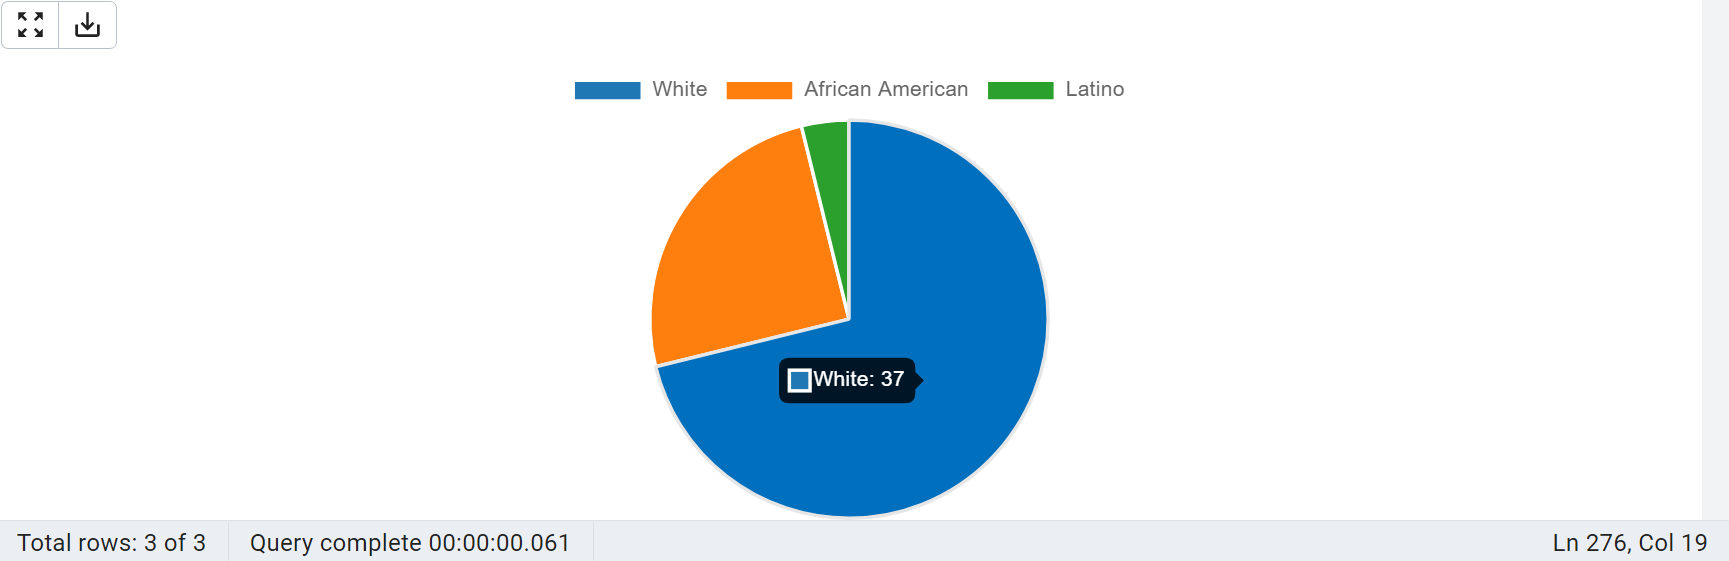 White African American Latino
White: 37
Total rows: 3 of 3 Query complete 00:00:00.061 Ln 276, Col 19